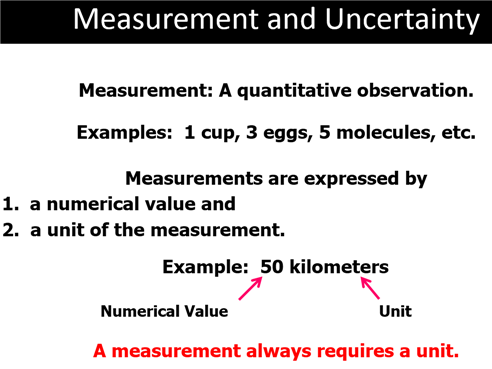 Measurement and Uncertainty
Measurement: A quantitative observation.
Examples: 1 cup, 3 eggs, 5 molecules, etc.
Measurements are expressed by
1. a numerical value and
2. a unit of the measurement.
Example: 50 kilometers
Numerical Value Unit
A measurement always requires a unit.